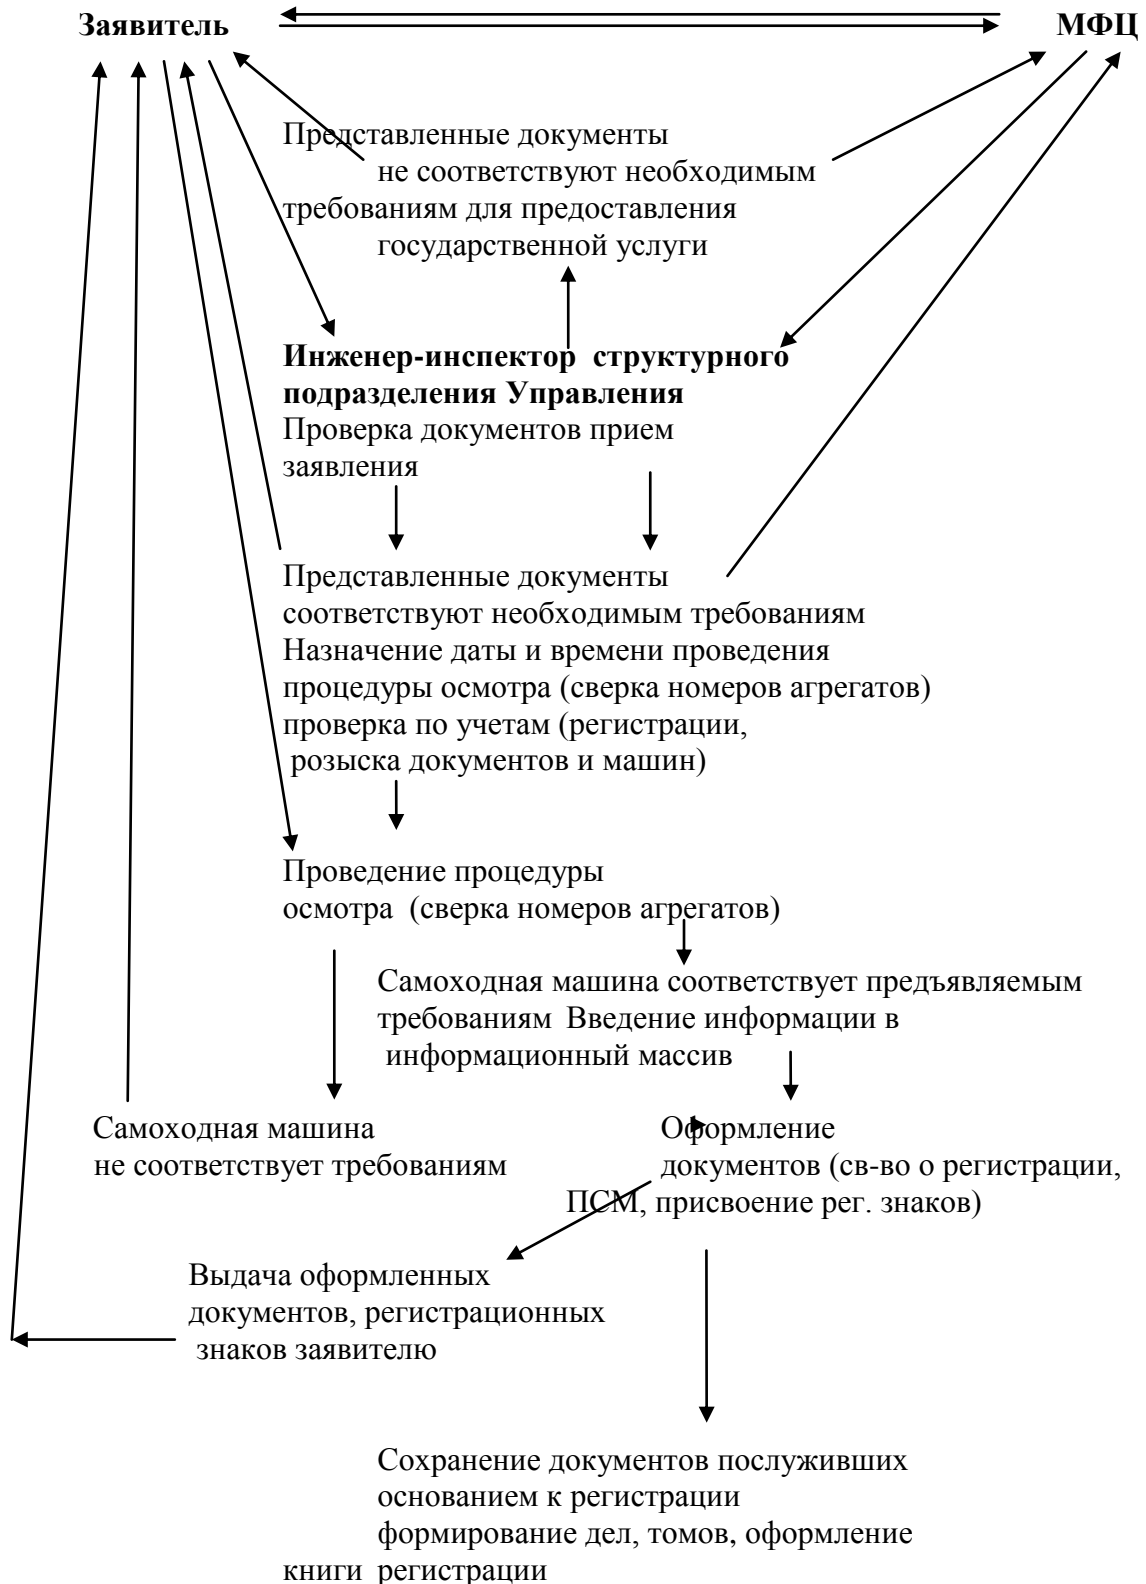 Заявитель МФЦ
Представленные документы
не соответствуют необходимым
требованиям для предоставления
государственной услуги
Инженер-инспектор структурного
подразделения Управления
Проверка документов прием
заявления
Представленные документы
соответствуют необходимым требованиям
Назначение даты и времени проведения
процедуры осмотра (сверка номеров агрегатов)
проверка по учетам (регистрации,
розыска документов и машин)
Проведение процедуры
осмотра (сверка номеров агрегатов)
Самоходная машина соответствует предъявляемым
требованиям Введение информации в
информационный массив
Самоходная машина
не соответствует требованиям
Оформление
документов (св-во о регистрации,
ПСМ, присвоение рег. знаков)
Выдача оформленных
документов, регистрационных
знаков заявителю
Сохранение документов послуживших
основанием к регистрации
формирование дел, томов, оформление
книги регистрации